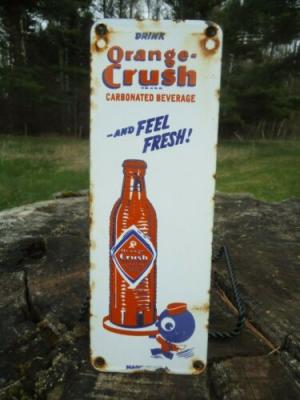 DRINK
Orange-
Crush
CARBONATED BEVERAGE
-AND FEEL
FRESH!
Crush